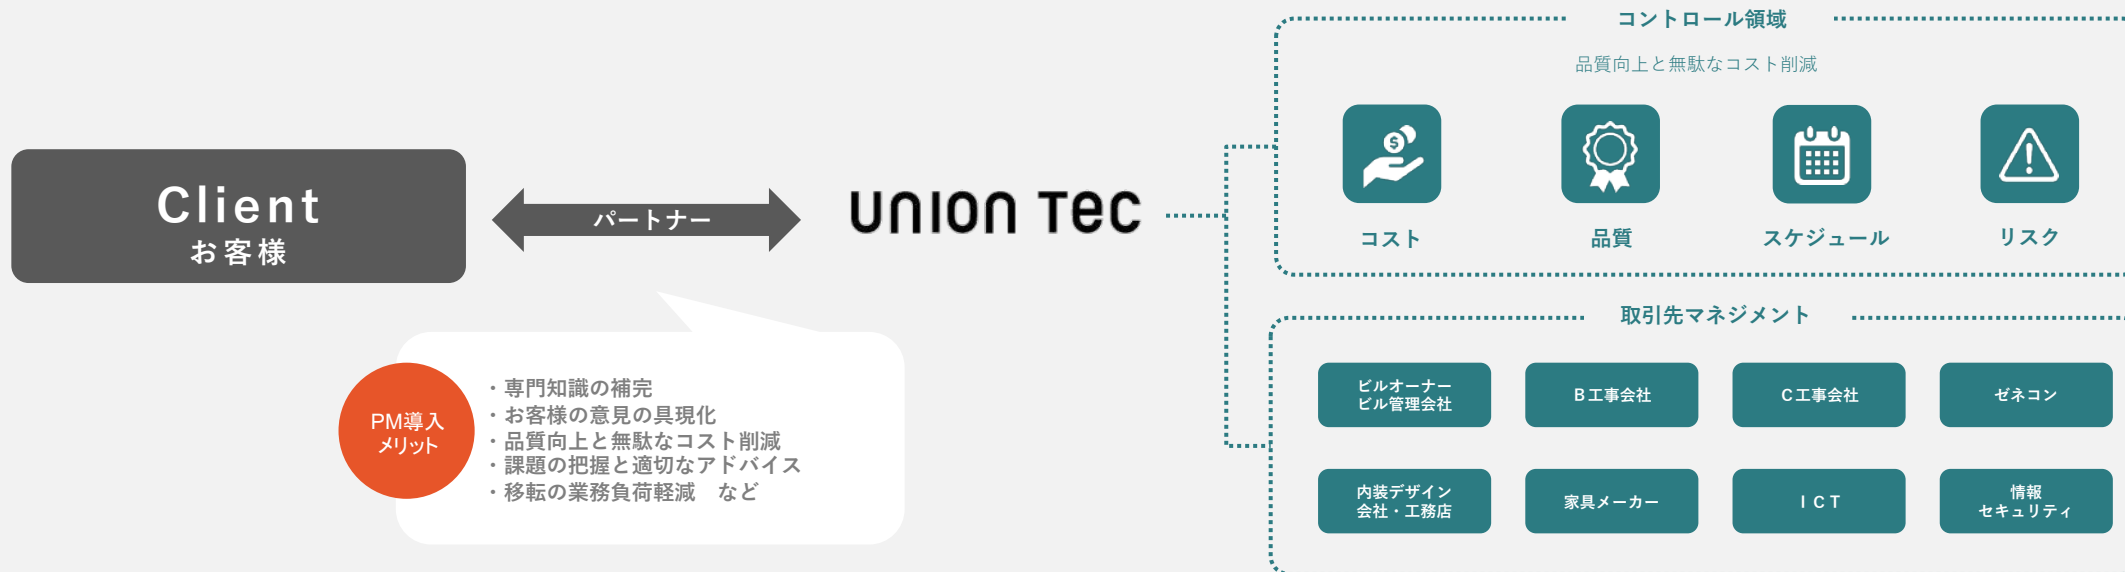 Client
お客様
パートナー
UNION TEC
PM導入
メリット
・専門知識の補完
・お客様の意見の具現化
・品質向上と無駄なコスト削減
・課題の把握と適切なアドバイス
・移転の業務負荷軽減　など
コントロール領域
品質向上と無駄なコスト削減
コスト
品質
スケジュール
リスク
取引先マネジメント
ビルオーナー
ビル管理会社
B工事会社
C工事会社
ゼネコン
内装デザイン
会社・工務店
家具メーカー
ICT
情報
セキュリティ